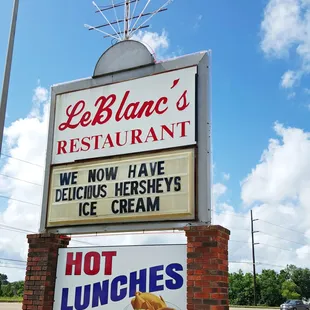 LeBlanc's
RESTAURANT
WE NOW HAVE
DELICIOUS HERSHEYS
ICE CREAM
HOT
LUNCHES